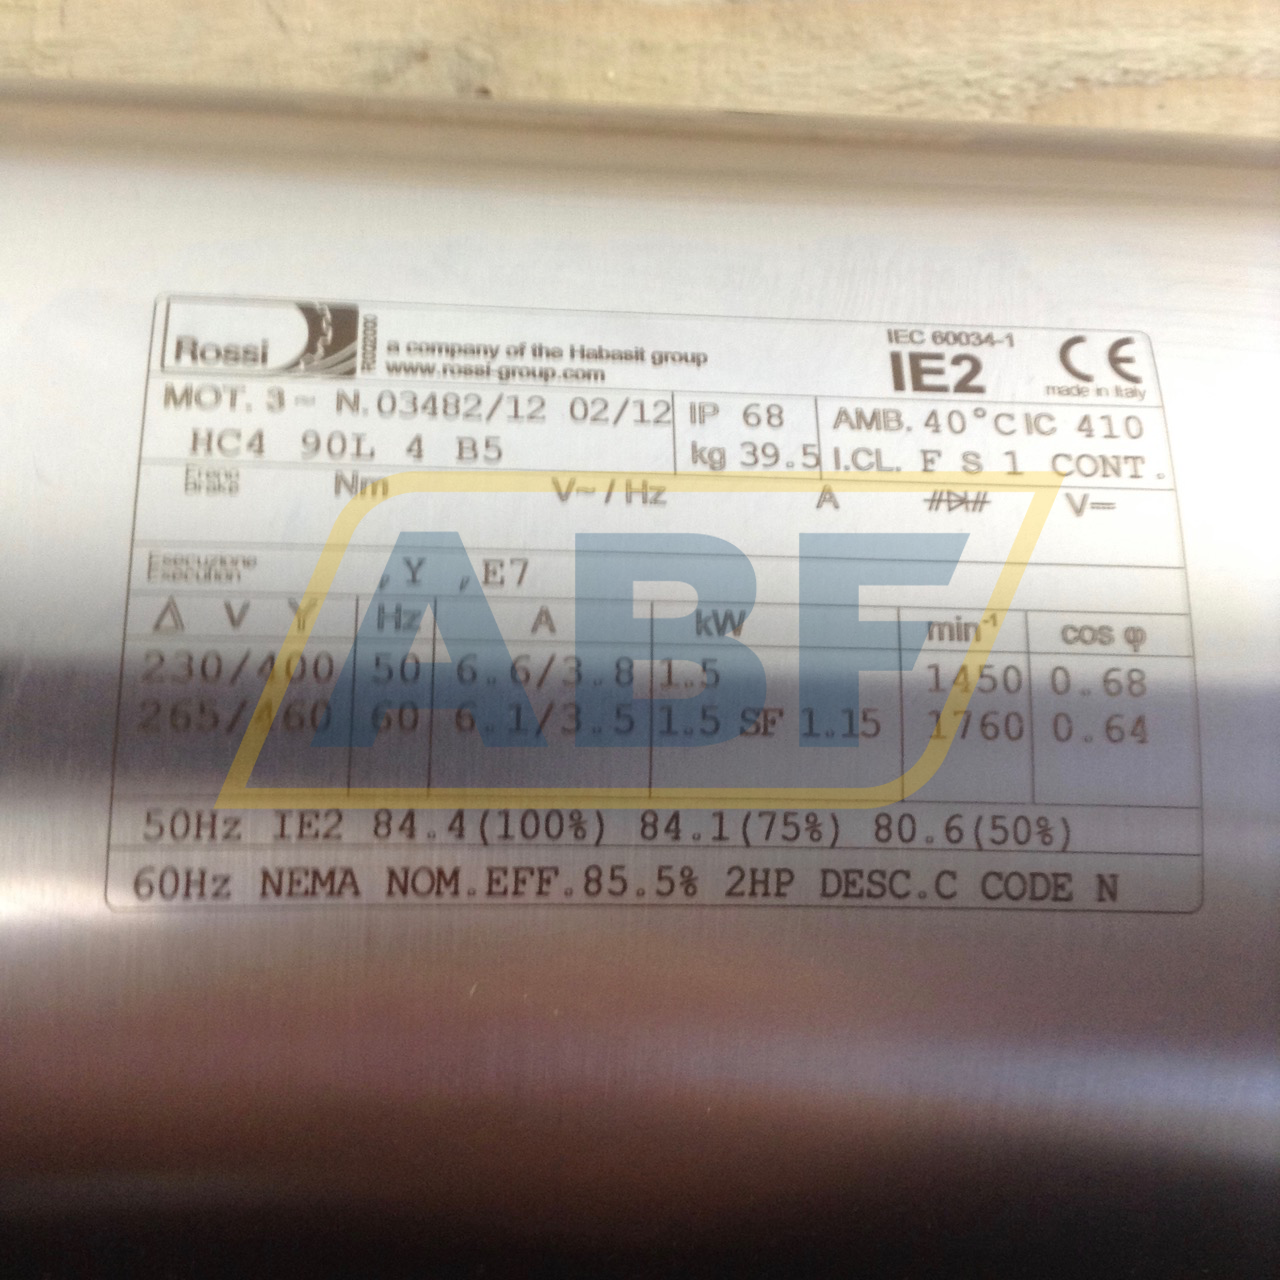 Rossi
a company of the Habasit group
www.rossi-group.com
IEC 60034-1
IE2
CE
made in Italy
MOT. 3~ N. 03482/12 02/12 IP 68 AMB. 40°C IC 410
HC4 90L 4 B5 kg 39.5 I.CL. F S 1 CONT.
Freno
brake Nm V~ / Hz A V⎓
Esecuzione
Execution ,Y ,E7
Δ V Y Hz A kW min⁻¹ cos φ
230/400 50 6.6/3.8 1.5 1450 0.68
265/460 60 6.1/3.5 1.5 SF 1.15 1760 0.64
50Hz IE2 84.4(100%) 84.1(75%) 80.6(50%)
60Hz NEMA NOM.EFF.85.5% 2HP DESC.C CODE N
ABF